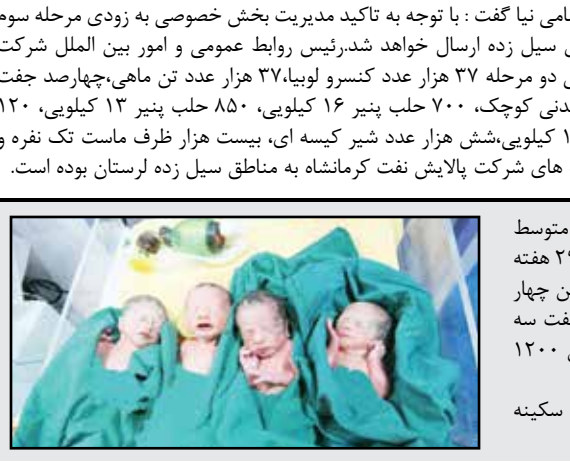 امی نیا گفت : با توجه به تاکید مدیریت بخش خصوصی به زودی مرحله سوم
سیل زده ارسال خواهد شد.رئیس روابط عمومی و امور بین الملل شرکت
دو مرحله ۳۷ هزار عدد کنسرو لوبیا،۳۷ هزار عدد تن ماهی،چهارصد جفت
دنی کوچک، ۷۰۰ حلب پنیر ۱۶ کیلویی، ۸۵۰ حلب پنیر ۱۳ کیلویی، ۱۲۰
کیلویی،شش هزار عدد شیر کیسه ای، بیست هزار ظرف ماست تک نفره و
های شرکت پالایش نفت کرمانشاه به مناطق سیل زده لرستان بوده است.
متوسط
هفته
ن چهار
فت سه
۱۲۰۰
سکینه